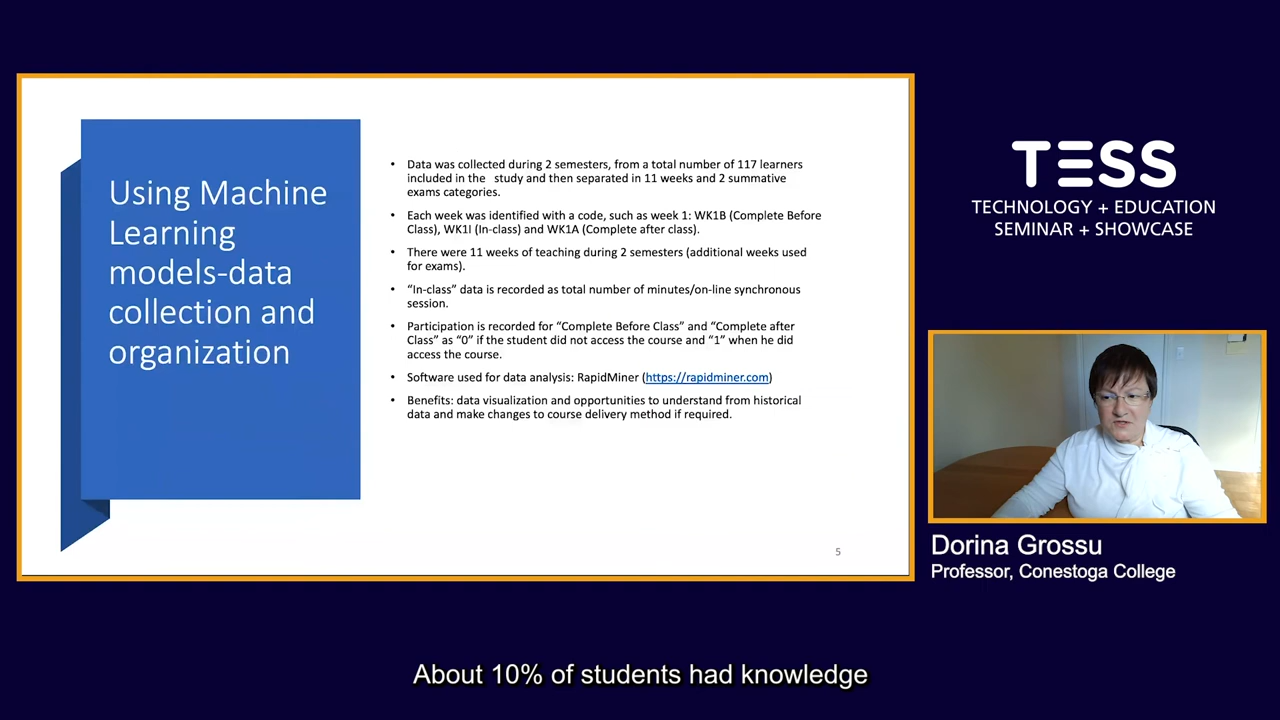 Using Machine
Learning
models-data
collection and
organization
• Data was collected during 2 semesters, from a total number of 117 learners
included in the study and then separated in 11 weeks and 2 summative
exams categories.
• Each week was identified with a code, such as week 1: WK1B (Complete Before
Class), WK1I (In-class) and WK1A (Complete after class).
• There were 11 weeks of teaching during 2 semesters (additional weeks used
for exams).
• “In-class” data is recorded as total number of minutes/on-line synchronous
session.
• Participation is recorded for “Complete Before Class” and “Complete after
Class” as “0” if the student did not access the course and “1” when he did
access the course.
• Software used for data analysis: RapidMiner (https://rapidminer.com)
• Benefits: data visualization and opportunities to understand from historical
data and make changes to course delivery method if required.
5
TESS
TECHNOLOGY + EDUCATION
SEMINAR + SHOWCASE
Dorina Grossu
Professor, Conestoga College
About 10% of students had knowledge